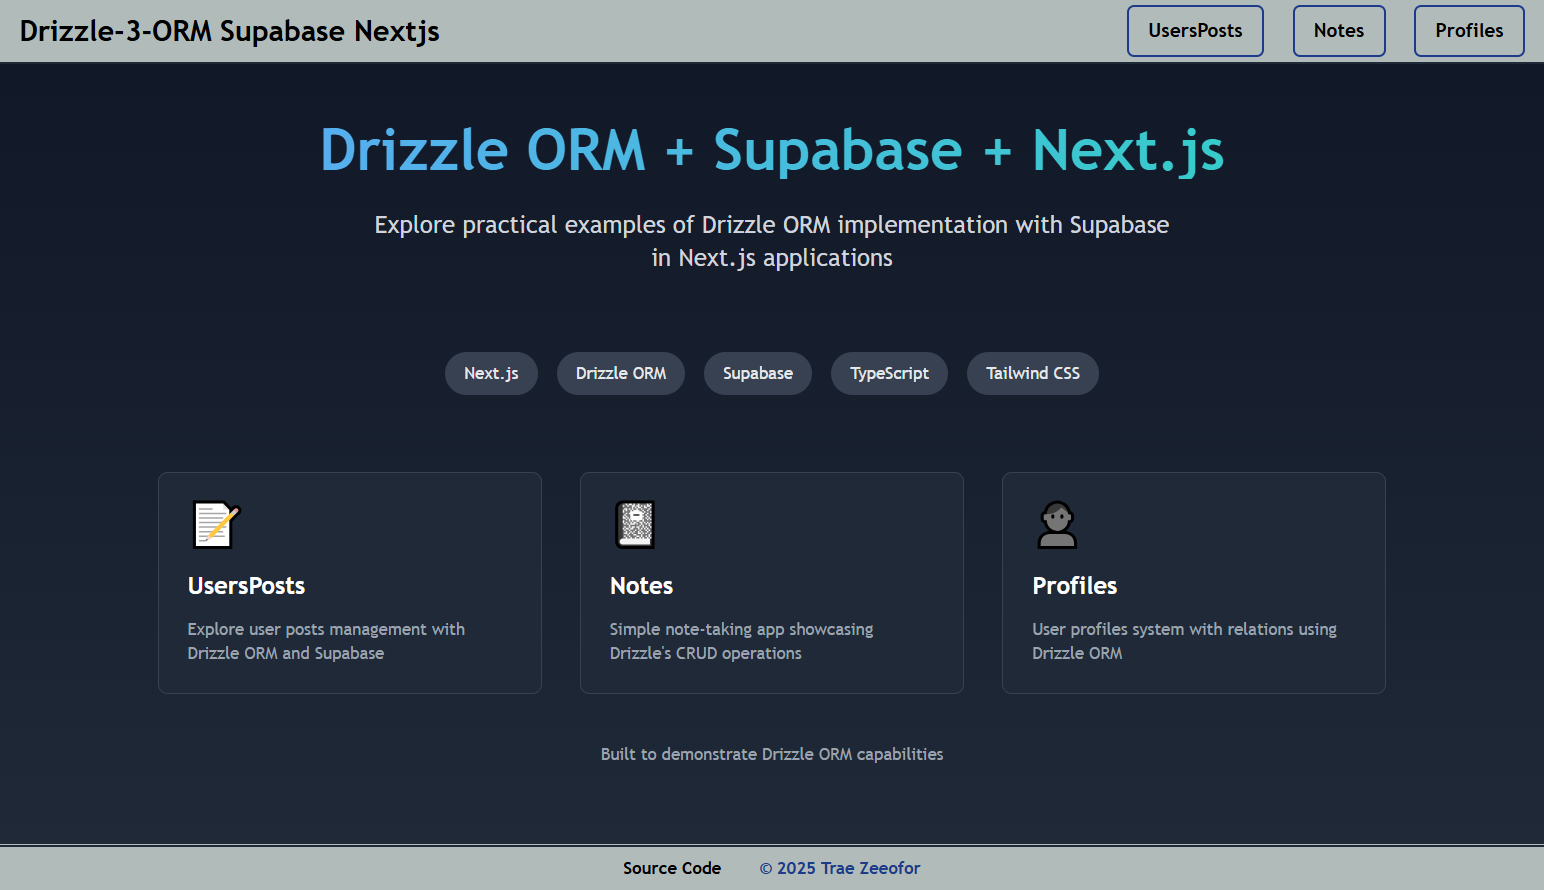 Drizzle-3-ORM Supabase Nextjs
UsersPosts
Notes
Profiles
Drizzle ORM + Supabase + Next.js
Explore practical examples of Drizzle ORM implementation with Supabase
in Next.js applications
Next.js
Drizzle ORM
Supabase
TypeScript
Tailwind CSS
UsersPosts
Explore user posts management with
Drizzle ORM and Supabase
Notes
Simple note-taking app showcasing
Drizzle's CRUD operations
Profiles
User profiles system with relations using
Drizzle ORM
Built to demonstrate Drizzle ORM capabilities
Source Code
© 2025 Trae Zeeofor